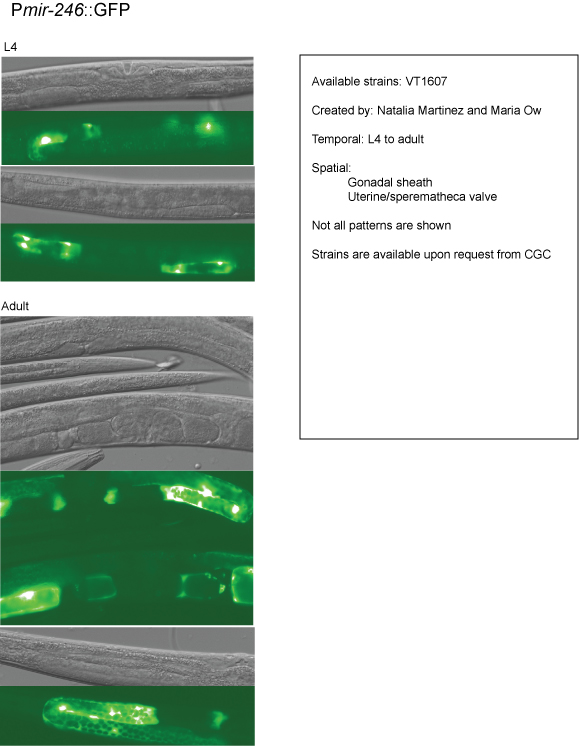 Pmir-246::GFP
L4
Adult
Available strains: VT1607
Created by: Natalia Martinez and Maria Ow
Temporal: L4 to adult
Spatial:
Gonadal sheath
Uterine/sperematheca valve
Not all patterns are shown
Strains are available upon request from CGC